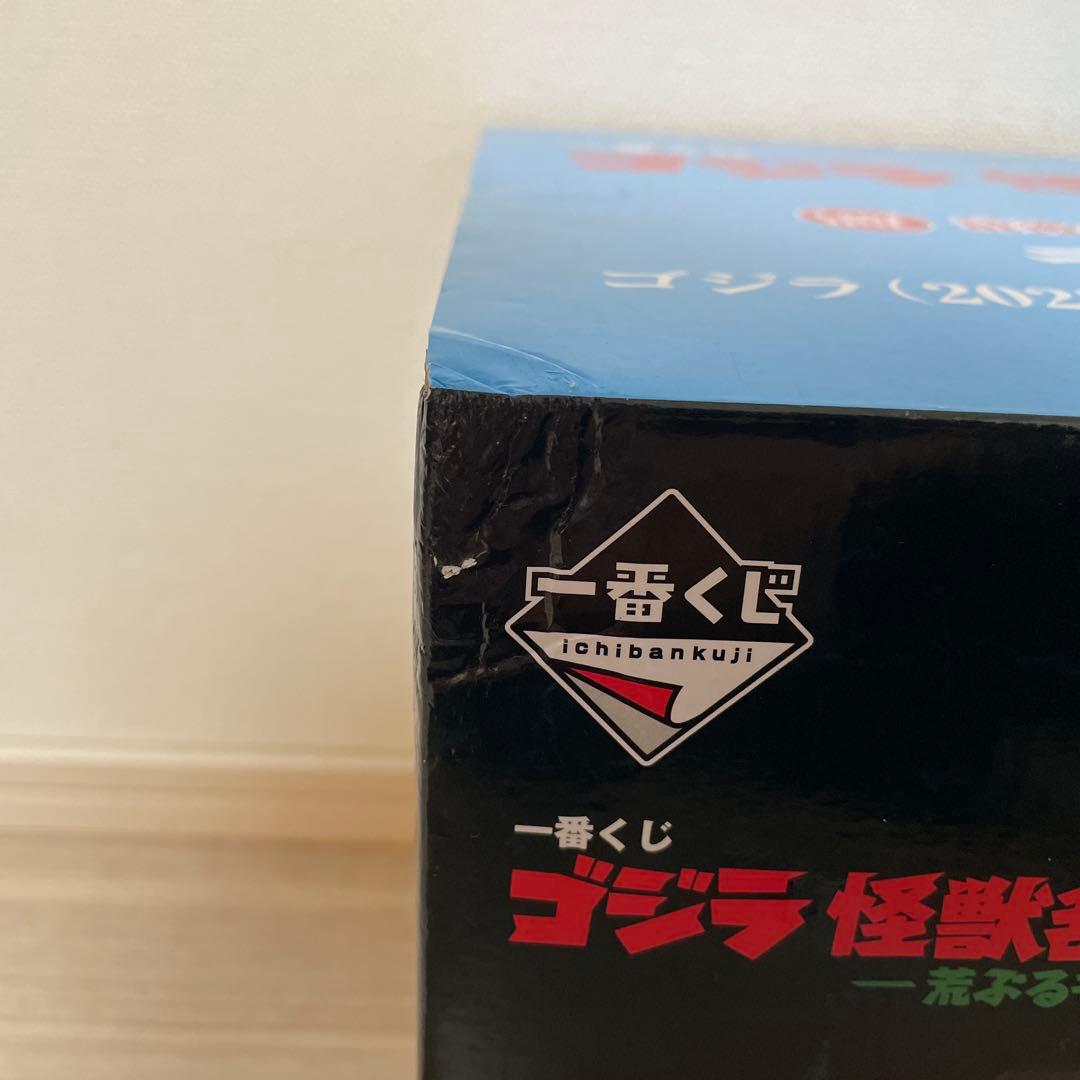 ゴジラ(202
一番くじ
ichibankuji
一番くじ
ゴジラ 怪獣
―荒ぶる